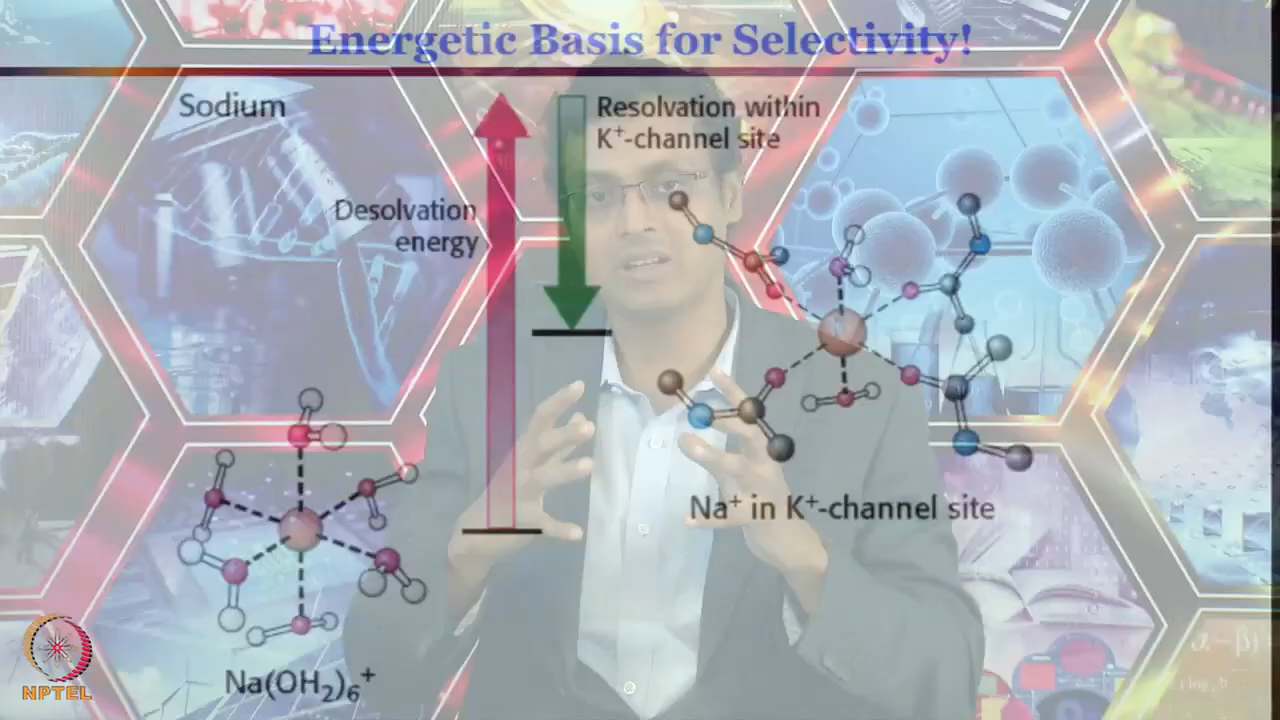 Energetic Basis for Selectivity!
Sodium
Resolvation within
K⁺-channel site
Desolvation
energy
Na⁺ in K⁺-channel site
Na(OH₂)₆⁺
NPTEL